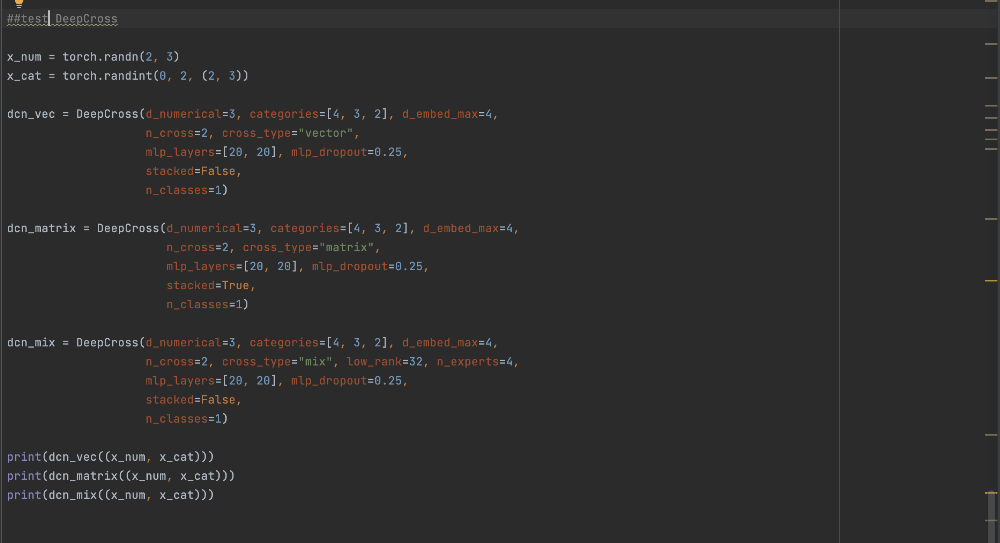 ##test DeepCross
x_num = torch.randn(2, 3)
x_cat = torch.randint(0, 2, (2, 3))
dcn_vec = DeepCross(d_numerical=3, categories=[4, 3, 2], d_embed_max=4,
n_cross=2, cross_type="vector",
mlp_layers=[20, 20], mlp_dropout=0.25,
stacked=False,
n_classes=1)
dcn_matrix = DeepCross(d_numerical=3, categories=[4, 3, 2], d_embed_max=4,
n_cross=2, cross_type="matrix",
mlp_layers=[20, 20], mlp_dropout=0.25,
stacked=True,
n_classes=1)
dcn_mix = DeepCross(d_numerical=3, categories=[4, 3, 2], d_embed_max=4,
n_cross=2, cross_type="mix", low_rank=32, n_experts=4,
mlp_layers=[20, 20], mlp_dropout=0.25,
stacked=False,
n_classes=1)
print(dcn_vec((x_num, x_cat)))
print(dcn_matrix((x_num, x_cat)))
print(dcn_mix((x_num, x_cat)))